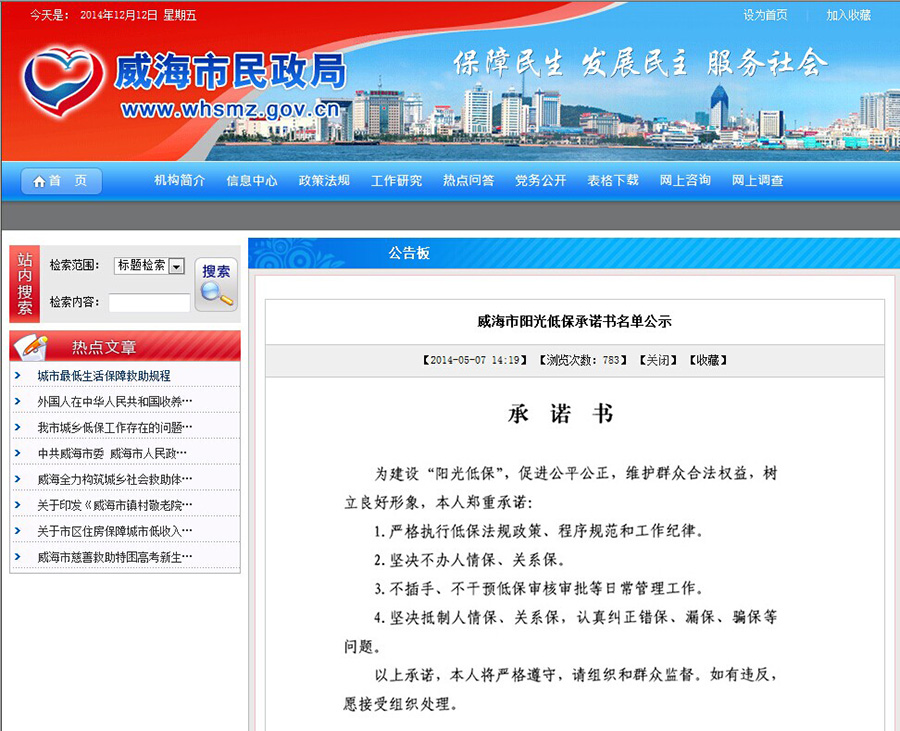 今天是： 2014年12月12日 星期五
设为首页 加入收藏
威海市民政局
www.whsmz.gov.cn
保障民生 发展民主 服务社会
首 页 机构简介 信息中心 政策法规 工作研究 热点问答 党务公开 表格下载 网上咨询 网上调查
站内搜索
检索范围： 标题检索
检索内容：
搜索
热点文章
城市最低生活保障救助规程
外国人在中华人民共和国收养…
我市城乡低保工作存在的问题…
中共威海市委 威海市人民政…
威海全力构筑城乡社会救助体…
关于印发《威海市镇村敬老院…
关于市区住房保障城市低收入…
威海市慈善救助特困高考新生…
公告板
威海市阳光低保承诺书名单公示
【2014-05-07 14:19】 【浏览次数：783】 【关闭】 【收藏】
承 诺 书
为建设“阳光低保”，促进公平公正，维护群众合法权益，树
立良好形象，本人郑重承诺：
1. 严格执行低保法规政策、程序规范和工作纪律。
2. 坚决不办人情保、关系保。
3. 不插手、不干预低保审核审批等日常管理工作。
4. 坚决抵制人情保、关系保，认真纠正错保、漏保、骗保等
问题。
以上承诺，本人将严格遵守，请组织和群众监督。如有违反，
愿接受组织处理。